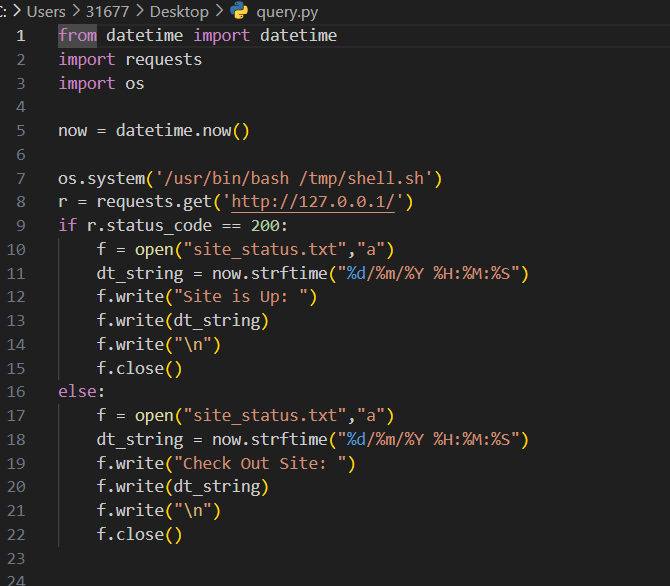 C: > Users > 31677 > Desktop > query.py
1 from datetime import datetime
2 import requests
3 import os
4
5 now = datetime.now()
6
7 os.system('/usr/bin/bash /tmp/shell.sh')
8 r = requests.get('http://127.0.0.1/')
9 if r.status_code == 200:
10     f = open("site_status.txt","a")
11     dt_string = now.strftime("%d/%m/%Y %H:%M:%S")
12     f.write("Site is Up: ")
13     f.write(dt_string)
14     f.write("\n")
15     f.close()
16 else:
17     f = open("site_status.txt","a")
18     dt_string = now.strftime("%d/%m/%Y %H:%M:%S")
19     f.write("Check Out Site: ")
20     f.write(dt_string)
21     f.write("\n")
22     f.close()
23
24